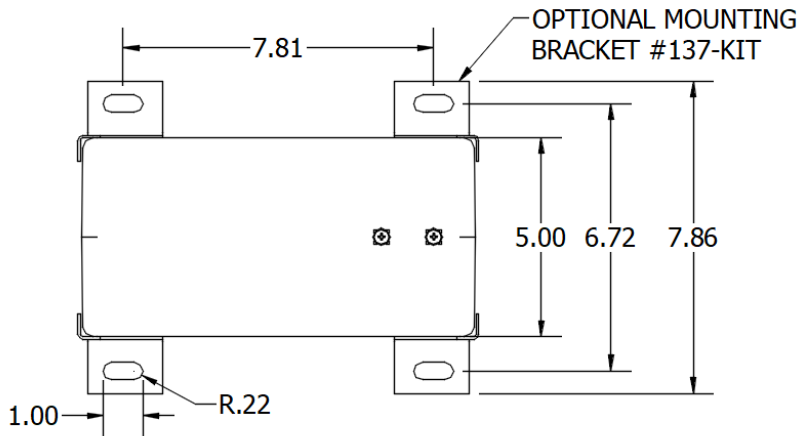 OPTIONAL MOUNTING
BRACKET #137-KIT
7.81
5.00 6.72 7.86
1.00
R.22